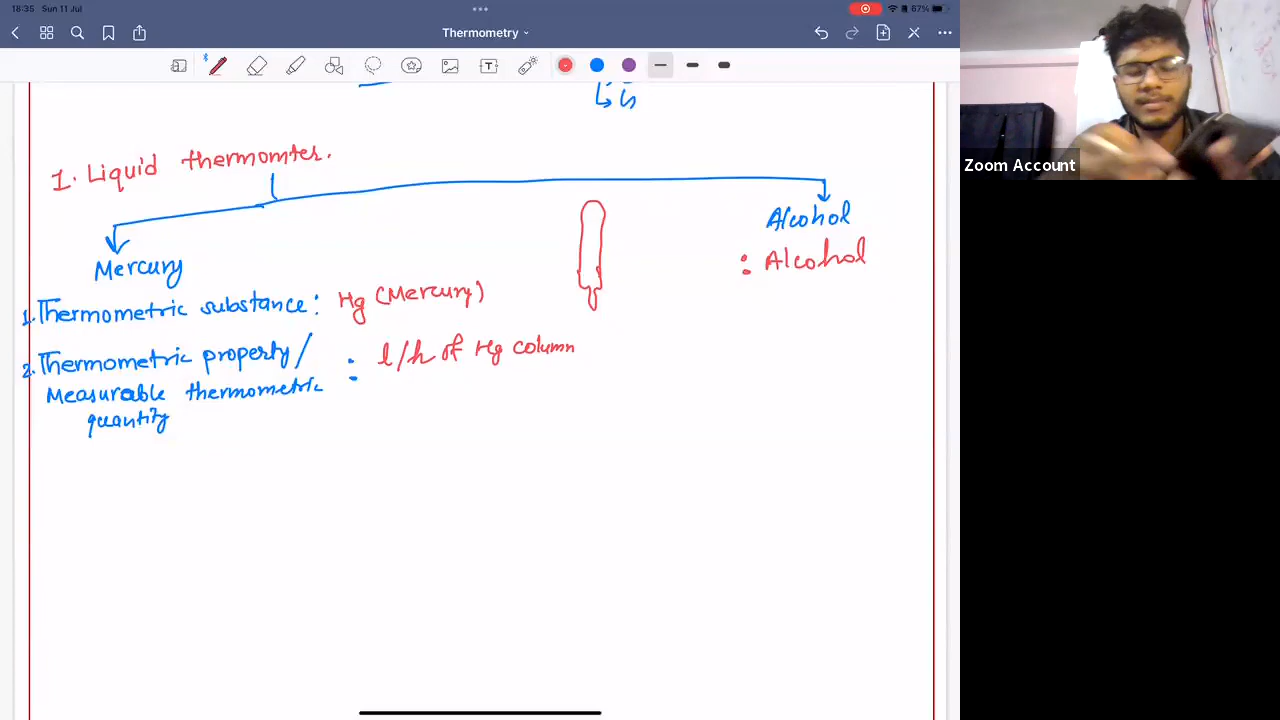 18:35 Sun 11 Jul
67%
Thermometry
1. Liquid thermomter.
Mercury
Alcohol
: Alcohol
1. Thermometric substance : Hg (Mercury)
2. Thermometric property/ : l/h of Hg column
Measurable thermometric
quantity
Zoom Account